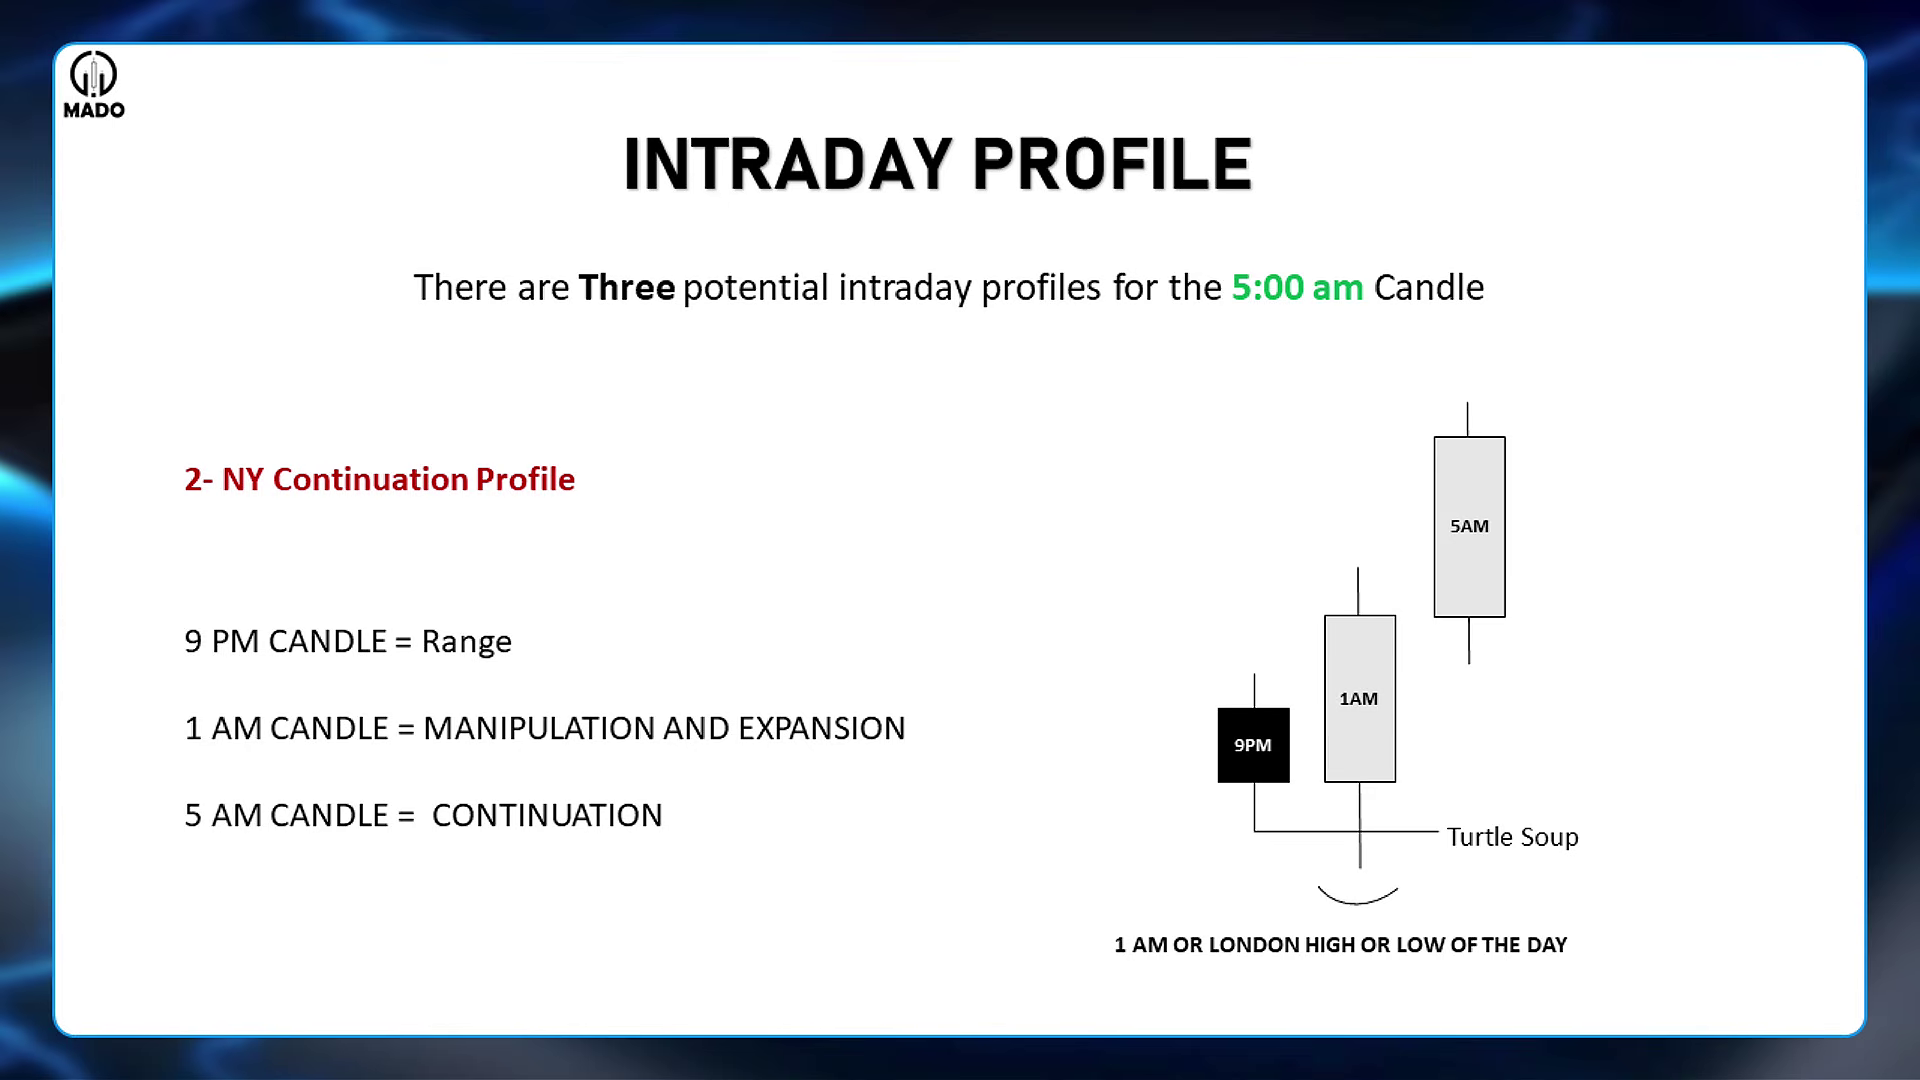 MADO
INTRADAY PROFILE
There are Three potential intraday profiles for the 5:00 am Candle
2- NY Continuation Profile
9 PM CANDLE = Range
1 AM CANDLE = MANIPULATION AND EXPANSION
5 AM CANDLE = CONTINUATION
5AM
1AM
9PM
Turtle Soup
1 AM OR LONDON HIGH OR LOW OF THE DAY